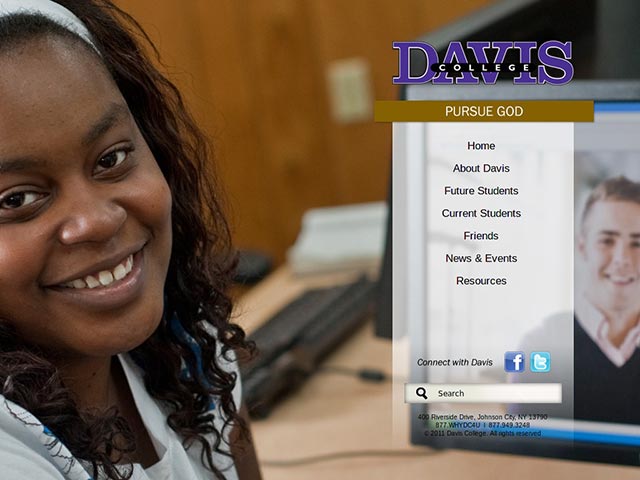 DAVIS
COLLEGE
PURSUE GOD
Home
About Davis
Future Students
Current Students
Friends
News & Events
Resources
Connect with Davis
Search
400 Riverside Drive, Johnson City, NY 13790
877.WHYDC4U I 877.949.3248
© 2011 Davis College. All rights reserved